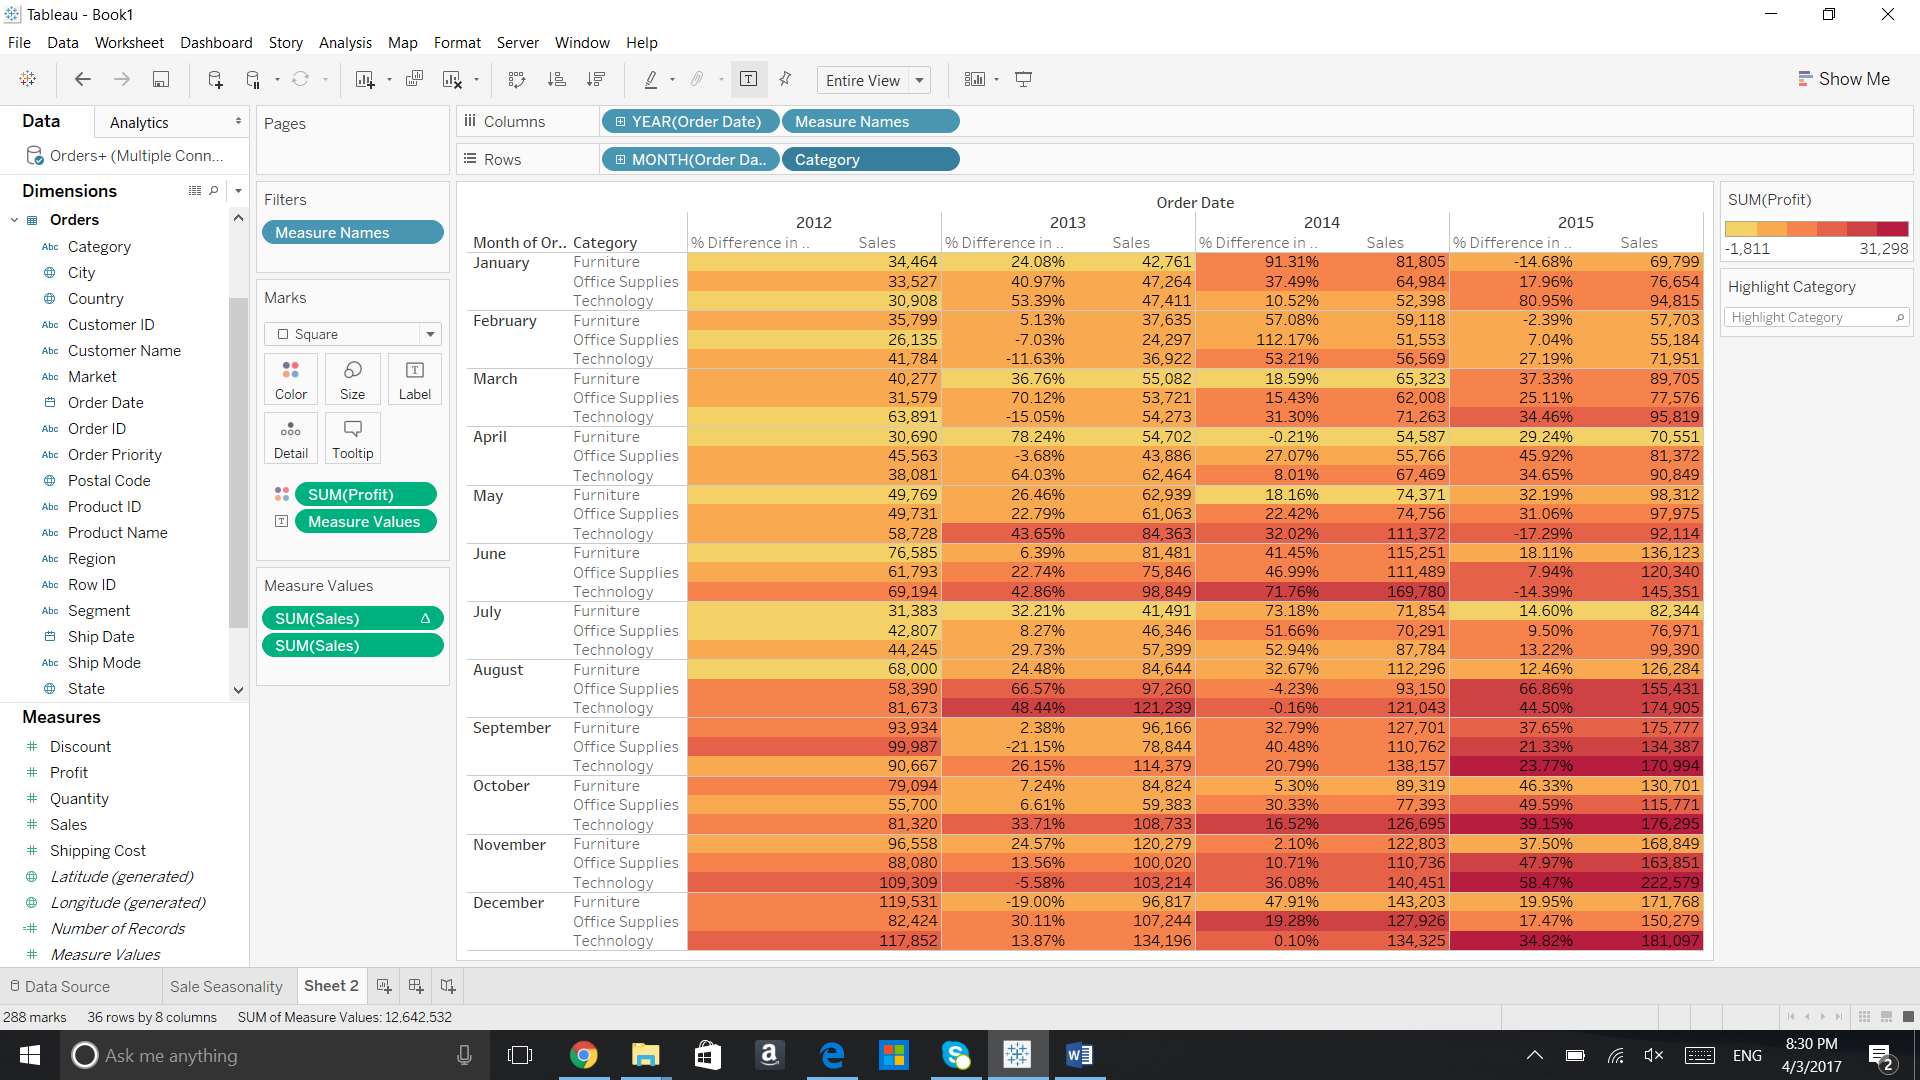 Tableau - Book1
File Data Worksheet Dashboard Story Analysis Map Format Server Window Help
Entire View
Show Me
Data
Analytics
Orders+ (Multiple Conn...
Dimensions
Orders
Abc Category
City
Country
Abc Customer ID
Abc Customer Name
Abc Market
Order Date
Abc Order ID
Abc Order Priority
Postal Code
Abc Product ID
Abc Product Name
Abc Region
Abc Row ID
Abc Segment
Ship Date
Abc Ship Mode
State
Measures
Discount
Profit
Quantity
Sales
Shipping Cost
Latitude (generated)
Longitude (generated)
Number of Records
Measure Values
Pages
Filters
Measure Names
Marks
Square
Color Size Label
Detail Tooltip
SUM(Profit)
Measure Values
Measure Values
SUM(Sales) Δ
SUM(Sales)
Columns YEAR(Order Date) Measure Names
Rows MONTH(Order Da.. Category
Order Date
2012 2013 2014 2015
Month of Or.. Category % Difference in .. Sales % Difference in .. Sales % Difference in .. Sales % Difference in .. Sales
January Furniture 34,464 24.08% 42,761 91.31% 81,805 -14.68% 69,799
Office Supplies 33,527 40.97% 47,264 37.49% 64,984 17.96% 76,654
Technology 30,908 53.39% 47,411 10.52% 52,398 80.95% 94,815
February Furniture 35,799 5.13% 37,635 57.08% 59,118 -2.39% 57,703
Office Supplies 26,135 -7.03% 24,297 112.17% 51,553 7.04% 55,184
Technology 41,784 -11.63% 36,922 53.21% 56,569 27.19% 71,951
March Furniture 40,277 36.76% 55,082 18.59% 65,323 37.33% 89,705
Office Supplies 31,579 70.12% 53,721 15.43% 62,008 25.11% 77,576
Technology 63,891 -15.05% 54,273 31.30% 71,263 34.46% 95,819
April Furniture 30,690 78.24% 54,702 -0.21% 54,587 29.24% 70,551
Office Supplies 45,563 -3.68% 43,886 27.07% 55,766 45.92% 81,372
Technology 38,081 64.03% 62,464 8.01% 67,469 34.65% 90,849
May Furniture 49,769 26.46% 62,939 18.16% 74,371 32.19% 98,312
Office Supplies 49,731 22.79% 61,063 22.42% 74,756 31.06% 97,975
Technology 58,728 43.65% 84,363 32.02% 111,372 -17.29% 92,114
June Furniture 76,585 6.39% 81,481 41.45% 115,251 18.11% 136,123
Office Supplies 61,793 22.74% 75,846 46.99% 111,489 7.94% 120,340
Technology 69,194 42.86% 98,849 71.76% 169,780 -14.39% 145,351
July Furniture 31,383 32.21% 41,491 73.18% 71,854 14.60% 82,344
Office Supplies 42,807 8.27% 46,346 51.66% 70,291 9.50% 76,971
Technology 44,245 29.73% 57,399 52.94% 87,784 13.22% 99,390
August Furniture 68,000 24.48% 84,644 32.67% 112,296 12.46% 126,284
Office Supplies 58,390 66.57% 97,260 -4.23% 93,150 66.86% 155,431
Technology 81,673 48.44% 121,239 -0.16% 121,043 44.50% 174,905
September Furniture 93,934 2.38% 96,166 32.79% 127,701 37.65% 175,777
Office Supplies 99,987 -21.15% 78,844 40.48% 110,762 21.33% 134,387
Technology 90,667 26.15% 114,379 20.79% 138,157 23.77% 170,994
October Furniture 79,094 7.24% 84,824 5.30% 89,319 46.33% 130,701
Office Supplies 55,700 6.61% 59,383 30.33% 77,393 49.59% 115,771
Technology 81,320 33.71% 108,733 16.52% 126,695 39.15% 176,295
November Furniture 96,558 24.57% 120,279 2.10% 122,803 37.50% 168,849
Office Supplies 88,080 13.56% 100,020 10.71% 110,736 47.97% 163,851
Technology 109,309 -5.58% 103,214 36.08% 140,451 58.47% 222,579
December Furniture 119,531 -19.00% 96,817 47.91% 143,203 19.95% 171,768
Office Supplies 82,424 30.11% 107,244 19.28% 127,926 17.47% 150,279
Technology 117,852 13.87% 134,196 0.10% 134,325 34.82% 181,097
SUM(Profit)
-1,811 31,298
Highlight Category
Highlight Category
Data Source Sale Seasonality Sheet 2
288 marks 36 rows by 8 columns SUM of Measure Values: 12,642,532
Ask me anything
ENG
8:30 PM
4/3/2017
2